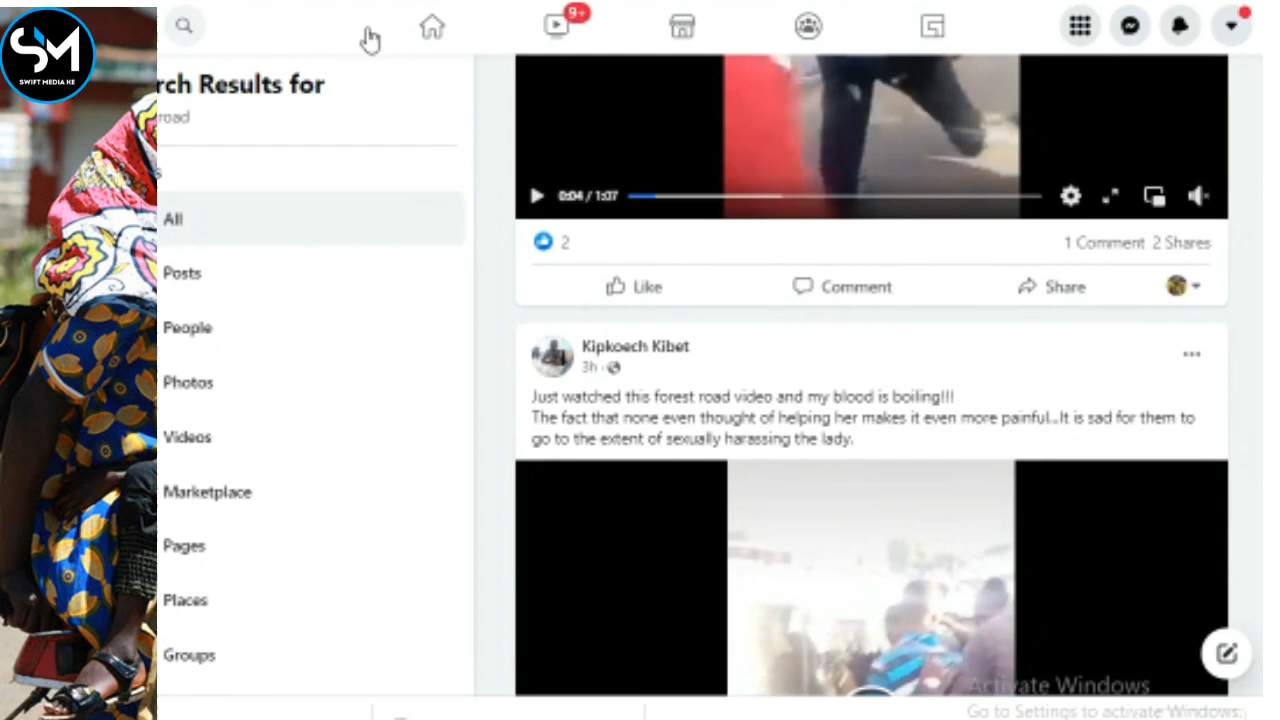 SM
SWIFT MEDIA KE
9+
rch Results for
road
s
All
Posts
People
Photos
Videos
Marketplace
Pages
Places
Groups
0:04 / 1:07
2
1 Comment 2 Shares
Like
Comment
Share
Kipkoech Kibet
3h ·
Just watched this forest road video and my blood is boiling!!!
The fact that none even thought of helping her makes it even more painful...It is sad for them to
go to the extent of sexually harassing the lady.
Activate Windows
Go to Settings to activate Windows.